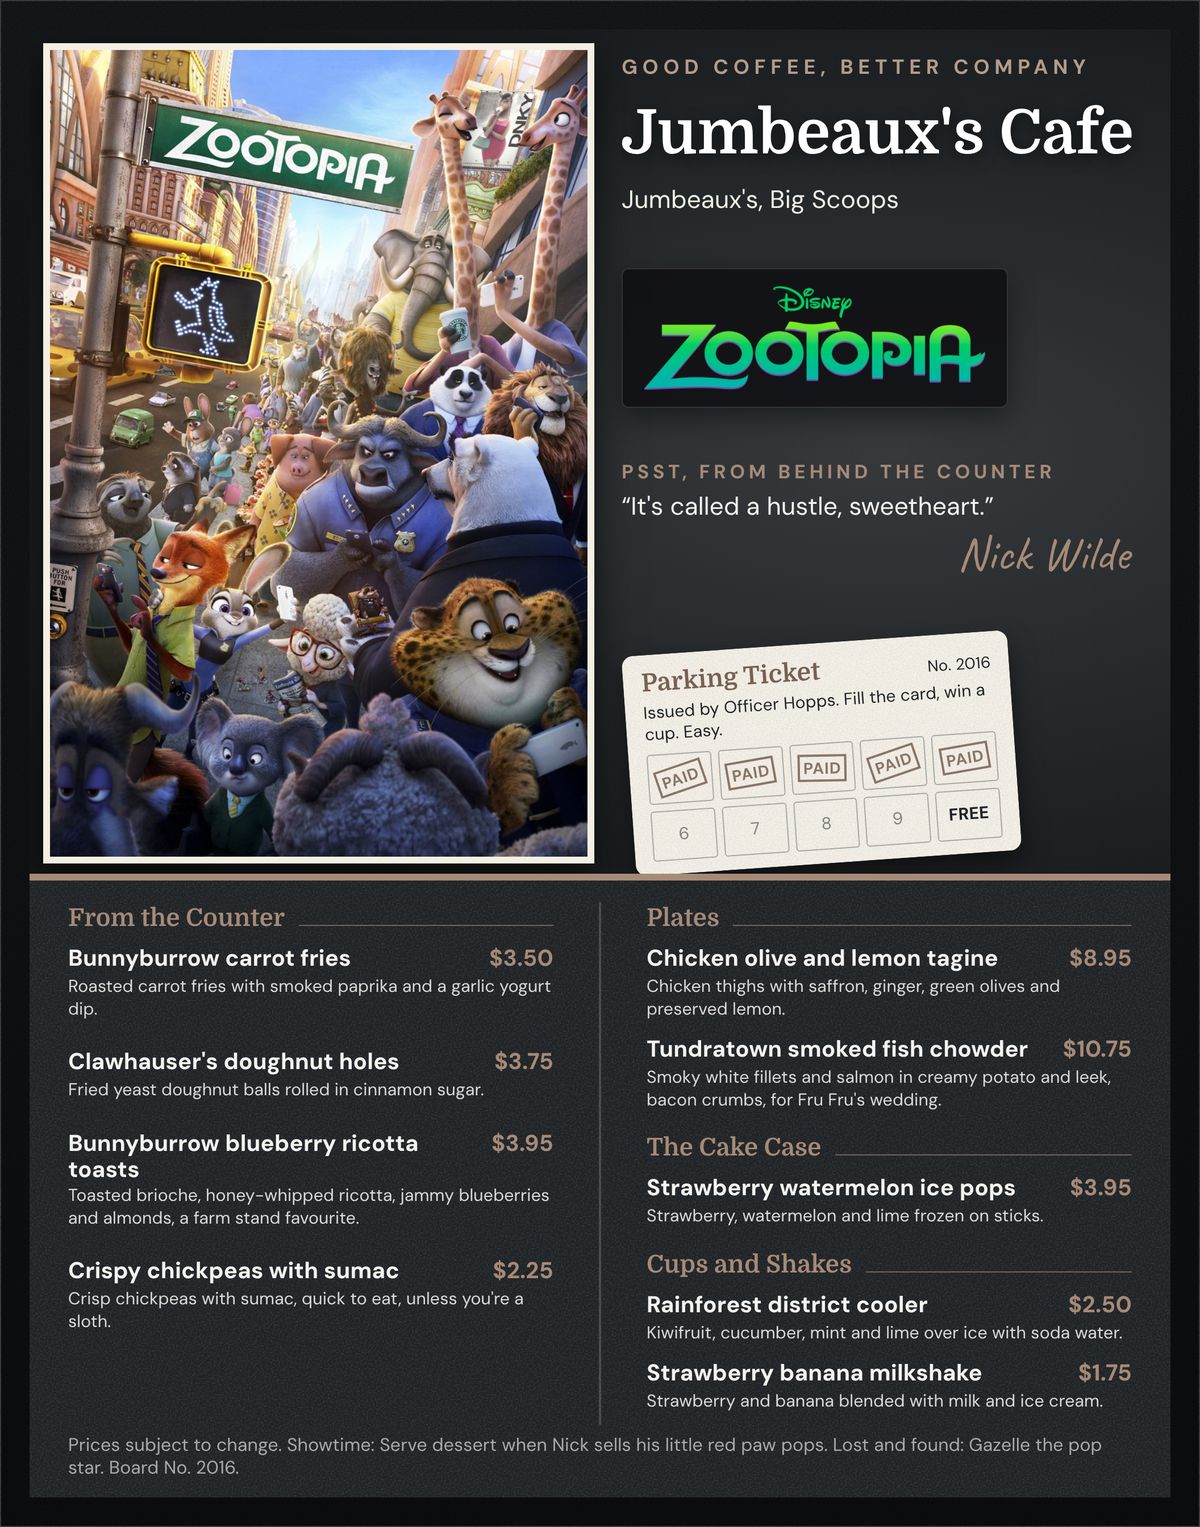 ZOOTOPIA
DNKY
PUSH
BUTTON
FOR
GOOD COFFEE, BETTER COMPANY
Jumbeaux's Cafe
Jumbeaux's, Big Scoops
Disney
ZOOTOPIA
PSST, FROM BEHIND THE COUNTER
“It's called a hustle, sweetheart.”
Nick Wilde
Parking Ticket
No. 2016
Issued by Officer Hopps. Fill the card, win a
cup. Easy.
PAID PAID PAID PAID PAID
6 7 8 9 FREE
From the Counter
Bunnyburrow carrot fries $3.50
Roasted carrot fries with smoked paprika and a garlic yogurt
dip.
Clawhauser's doughnut holes $3.75
Fried yeast doughnut balls rolled in cinnamon sugar.
Bunnyburrow blueberry ricotta $3.95
toasts
Toasted brioche, honey-whipped ricotta, jammy blueberries
and almonds, a farm stand favourite.
Crispy chickpeas with sumac $2.25
Crisp chickpeas with sumac, quick to eat, unless you're a
sloth.
Plates
Chicken olive and lemon tagine $8.95
Chicken thighs with saffron, ginger, green olives and
preserved lemon.
Tundratown smoked fish chowder $10.75
Smoky white fillets and salmon in creamy potato and leek,
bacon crumbs, for Fru Fru's wedding.
The Cake Case
Strawberry watermelon ice pops $3.95
Strawberry, watermelon and lime frozen on sticks.
Cups and Shakes
Rainforest district cooler $2.50
Kiwifruit, cucumber, mint and lime over ice with soda water.
Strawberry banana milkshake $1.75
Strawberry and banana blended with milk and ice cream.
Prices subject to change. Showtime: Serve dessert when Nick sells his little red paw pops. Lost and found: Gazelle the pop
star. Board No. 2016.